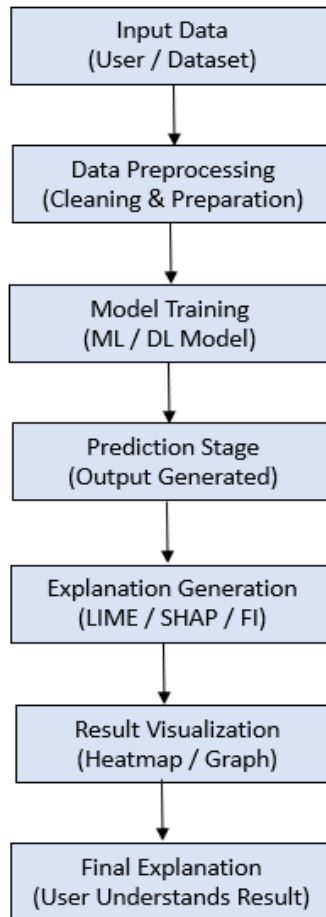 Input Data
(User / Dataset)
Data Preprocessing
(Cleaning & Preparation)
Model Training
(ML / DL Model)
Prediction Stage
(Output Generated)
Explanation Generation
(LIME / SHAP / FI)
Result Visualization
(Heatmap / Graph)
Final Explanation
(User Understands Result)